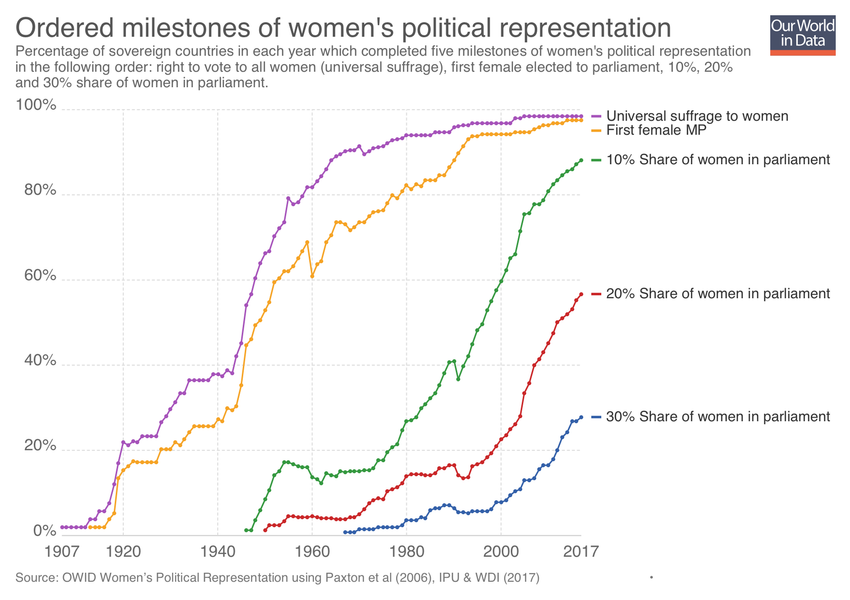 Ordered milestones of women's political representation
Our World
in Data
Percentage of sovereign countries in each year which completed five milestones of women's political representation
in the following order: right to vote to all women (universal suffrage), first female elected to parliament, 10%, 20%
and 30% share of women in parliament.
100%
80%
60%
40%
20%
0%
Universal suffrage to women
First female MP
10% Share of women in parliament
20% Share of women in parliament
30% Share of women in parliament
1907 1920 1940 1960 1980 2000 2017
Source: OWID Women's Political Representation using Paxton et al (2006), IPU & WDI (2017)